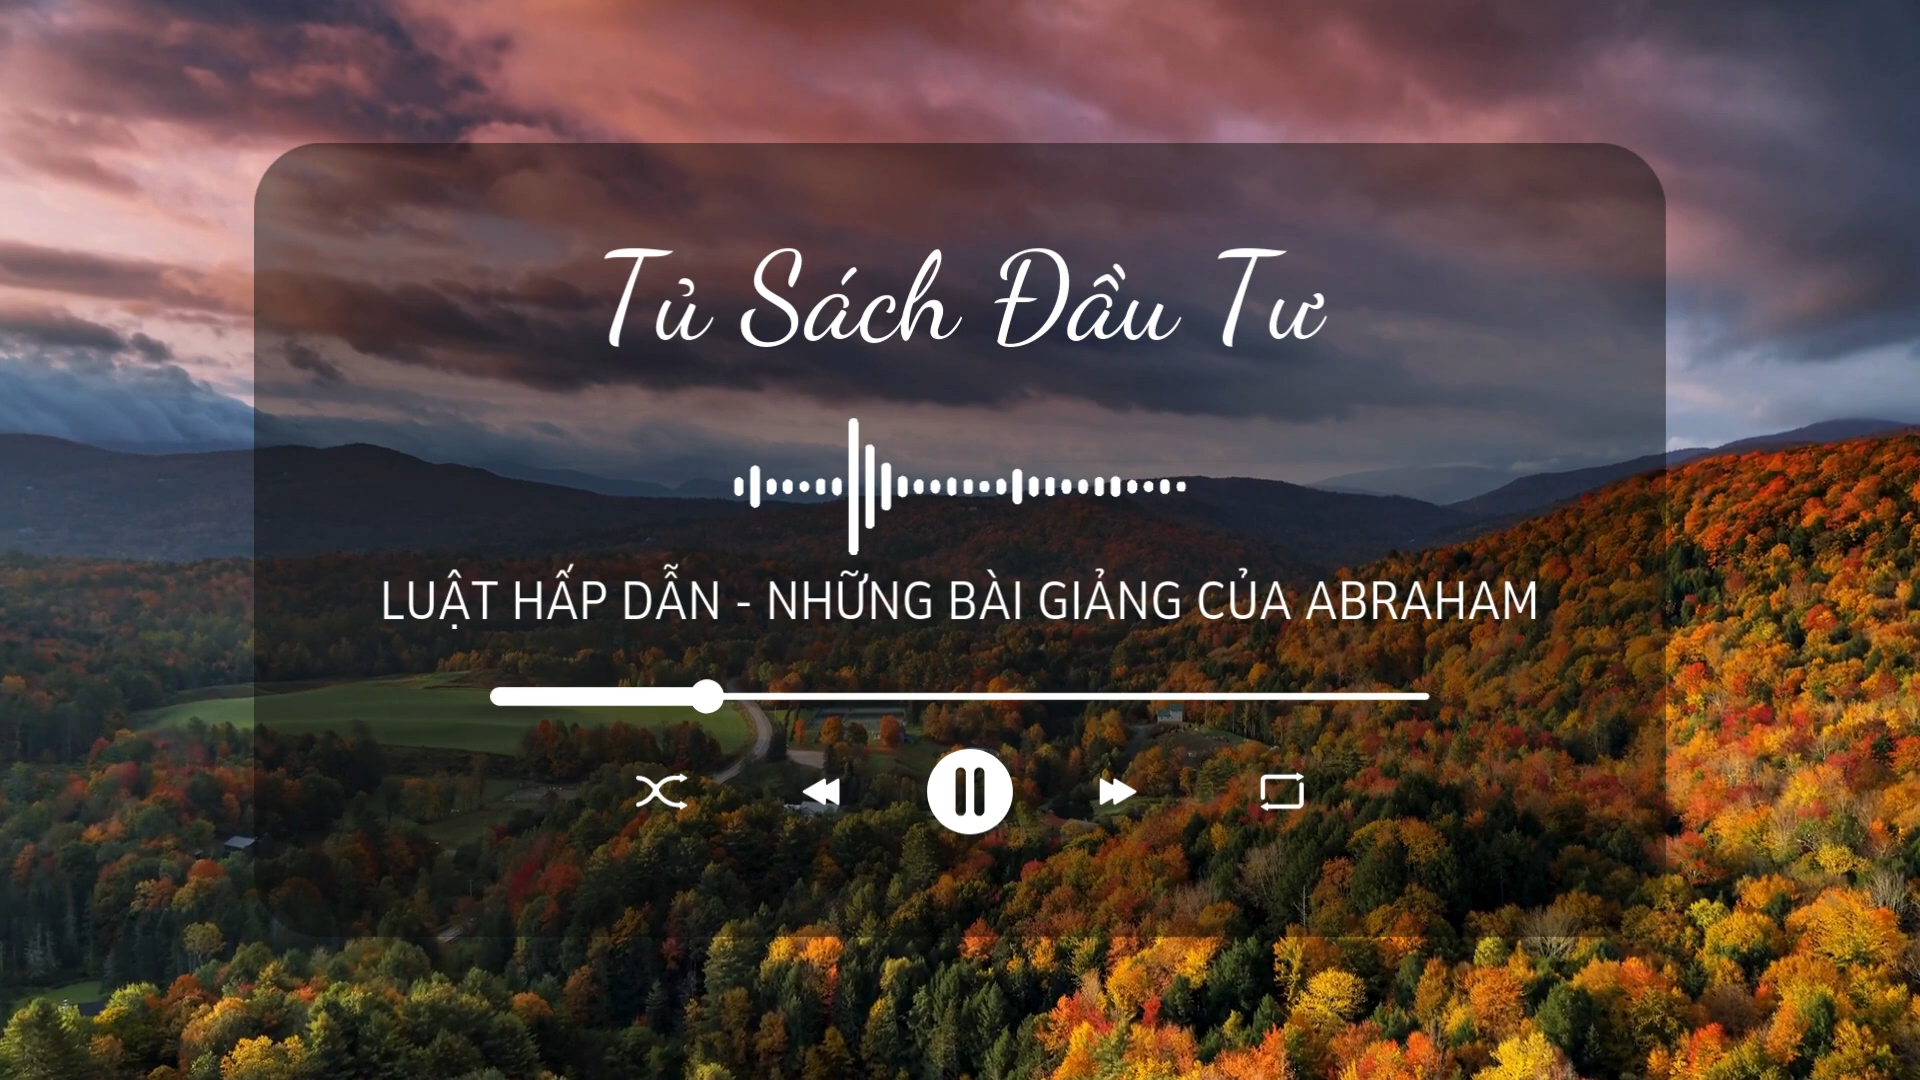 Tủ Sách Đầu Tư
LUẬT HẤP DẪN - NHỮNG BÀI GIẢNG CỦA ABRAHAM